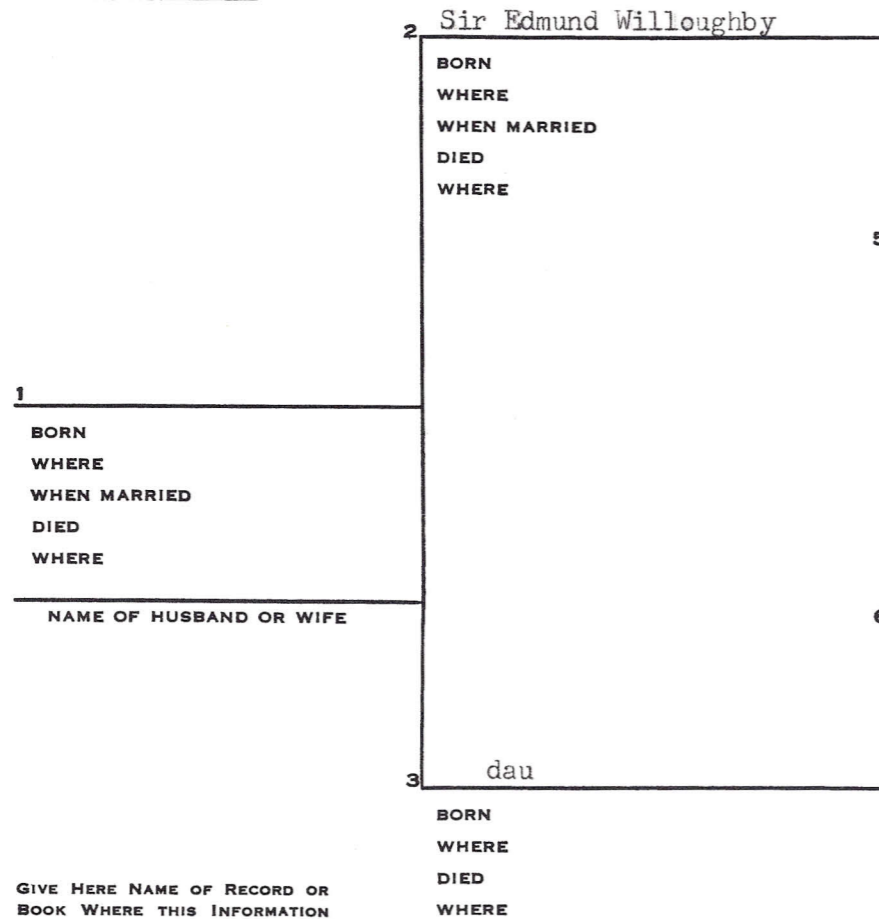 2 Sir Edmund Willoughby
BORN
WHERE
WHEN MARRIED
DIED
WHERE
5
1
BORN
WHERE
WHEN MARRIED
DIED
WHERE
NAME OF HUSBAND OR WIFE
6
3 dau
BORN
WHERE
DIED
WHERE
GIVE HERE NAME OF RECORD OR
BOOK WHERE THIS INFORMATION